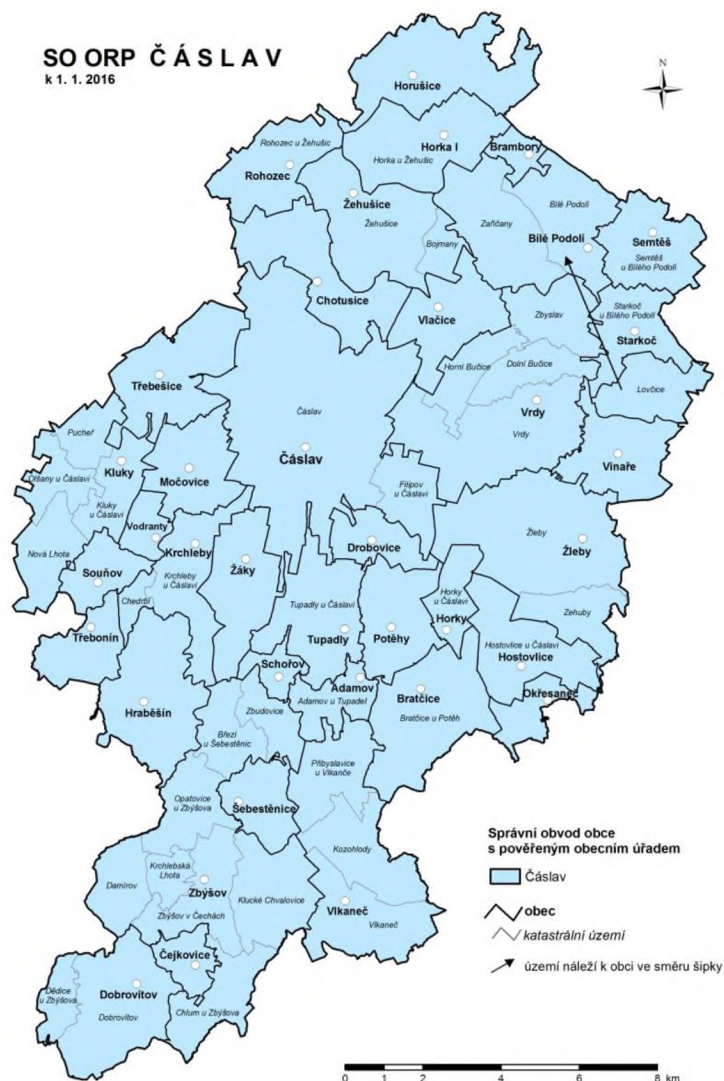 SO ORP ČÁSLAV
k 1. 1. 2016
N
Horušice
Rohozec u Žehušic
Horka I
Horka u Žehušic
Brambory
Rohozec
Žehušice
Žehušice
Bojmany
Zaříčany
Bílé Podolí
Bílé Podolí
Semtěš
Semtěš
u Bílého Podolí
Chotusice
Vlačice
Zbyslav
Starkoč
u Bílého Podolí
Starkoč
Horní Bučice
Dolní Bučice
Lovčice
Třebešice
Čáslav
Vrdy
Vrdy
Čáslav
Vinaře
Pucheř
Kluky
Močovice
Olšany u Čáslavi
Kluky
u Čáslavi
Filipov
u Čáslavi
Vodranty
Žleby
Žleby
Nová Lhota
Krchleby
Drobovice
Žáky
Souňov
Krchleby
u Čáslavi
Chedrbí
Tupadly u Čáslavi
Horky
u Čáslavi
Zehuby
Třebonín
Tupadly
Potěhy
Horky
Hostovlice u Čáslavi
Hostovlice
Schořov
Adamov
Bratčice
Okřesaneč
Hraběšín
Zbudovice
Adamov u Tupadel
Bratčice u Potěh
Březí
u Šebestěnic
Přibyslavice
u Vlkanče
Opatovice
u Zbýšova
Šebestěnice
Kozohlody
Krchlebská
Lhota
Damírov
Zbýšov
Klucké Chvalovice
Vlkaneč
Vlkaneč
Zbýšov v Čechách
Čejkovice
Dědice
u Zbýšova
Dobrovítov
Dobrovítov
Chlum u Zbýšova
Správní obvod obce
s pověřeným obecním úřadem
Čáslav
obec
katastrální území
území náleží k obci ve směru šipky
0 1 2 4 6 8 km